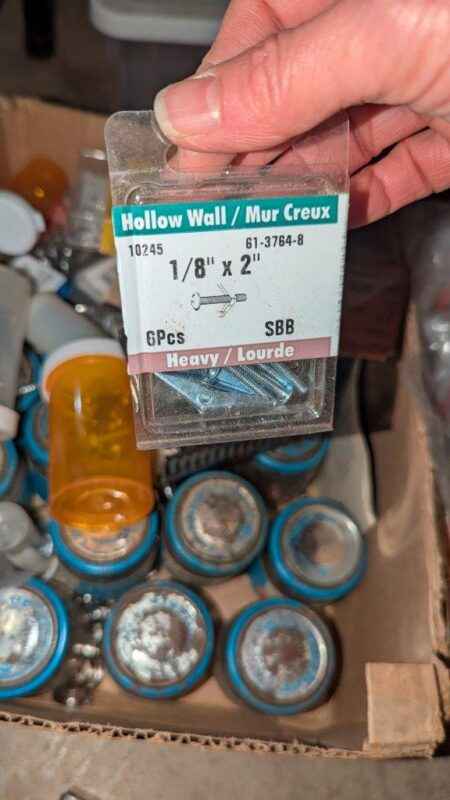 Hollow Wall / Mur Creux
10245 61-3764-8
1/8" x 2"
6Pcs SBB
Heavy / Lourde